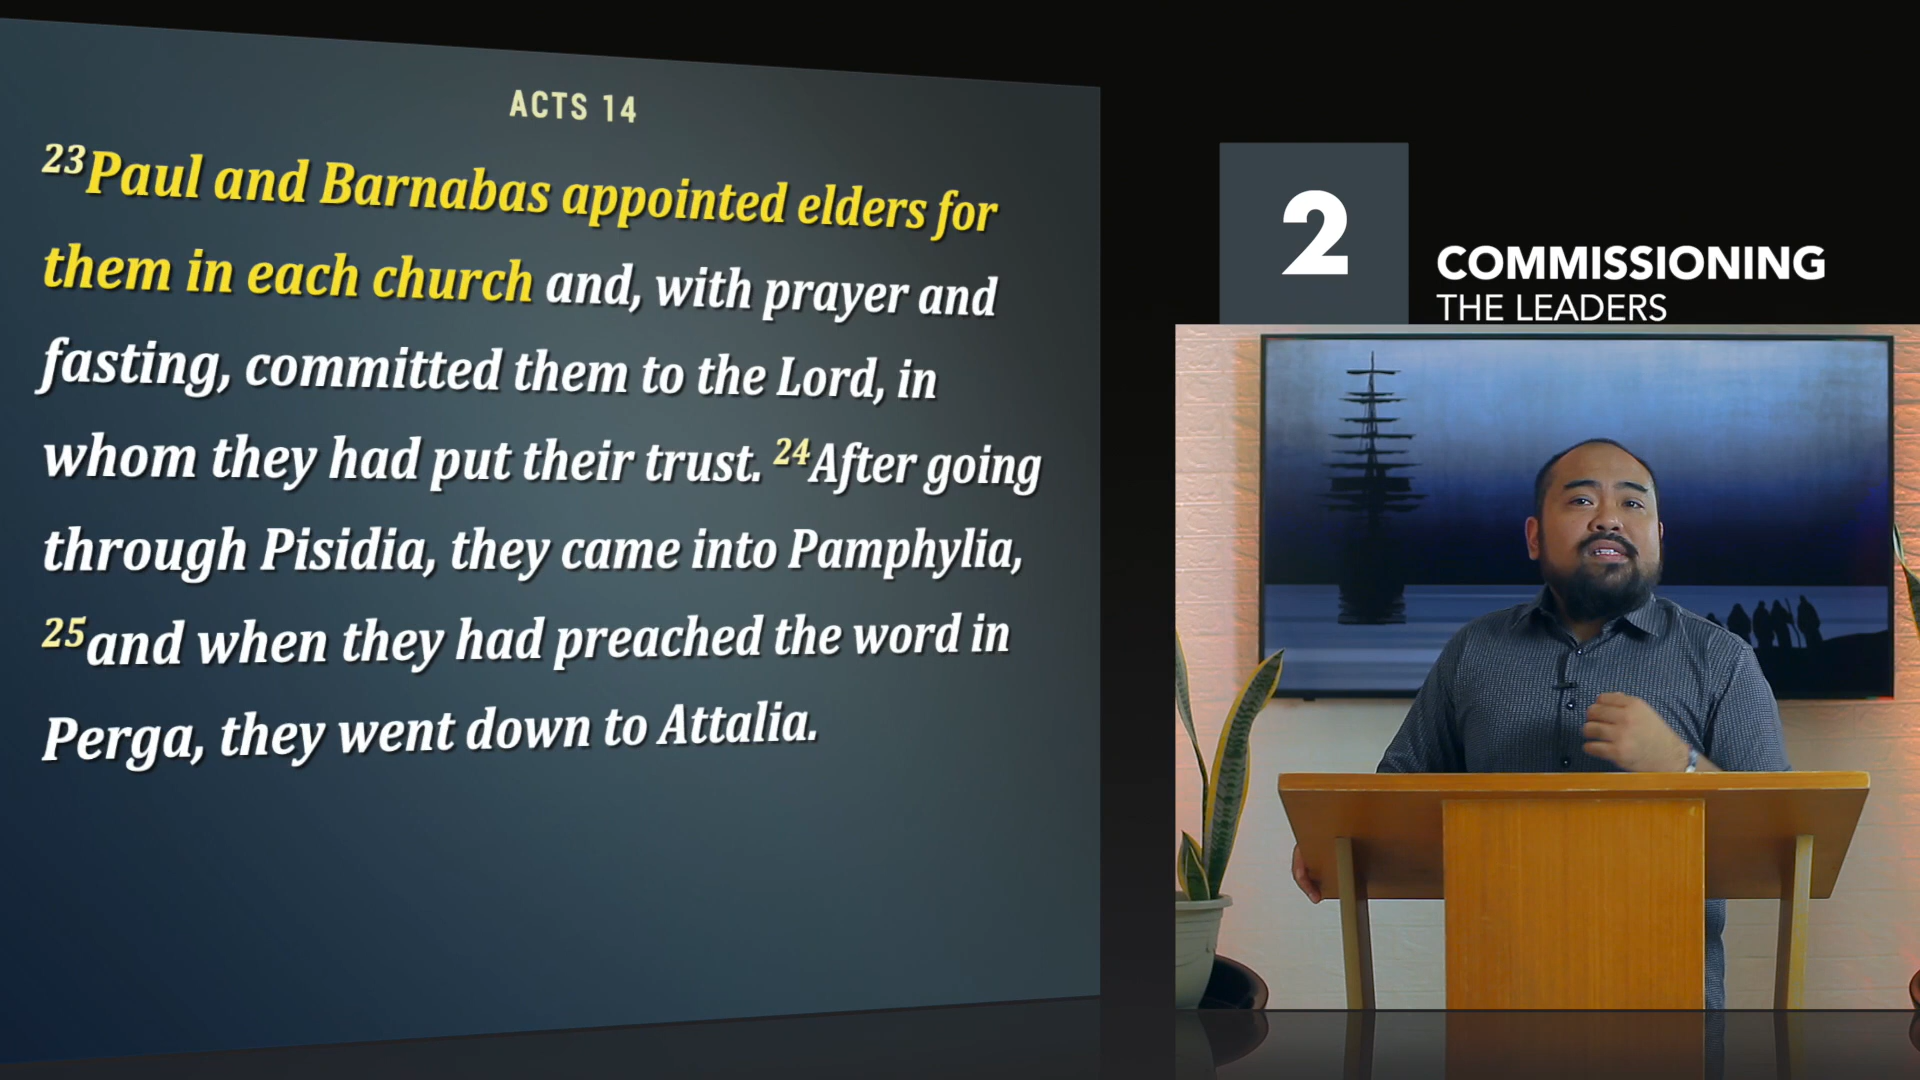 ACTS 14
23Paul and Barnabas appointed elders for
them in each church and, with prayer and
fasting, committed them to the Lord, in
whom they had put their trust. 24After going
through Pisidia, they came into Pamphylia,
25and when they had preached the word in
Perga, they went down to Attalia.
2
COMMISSIONING
THE LEADERS